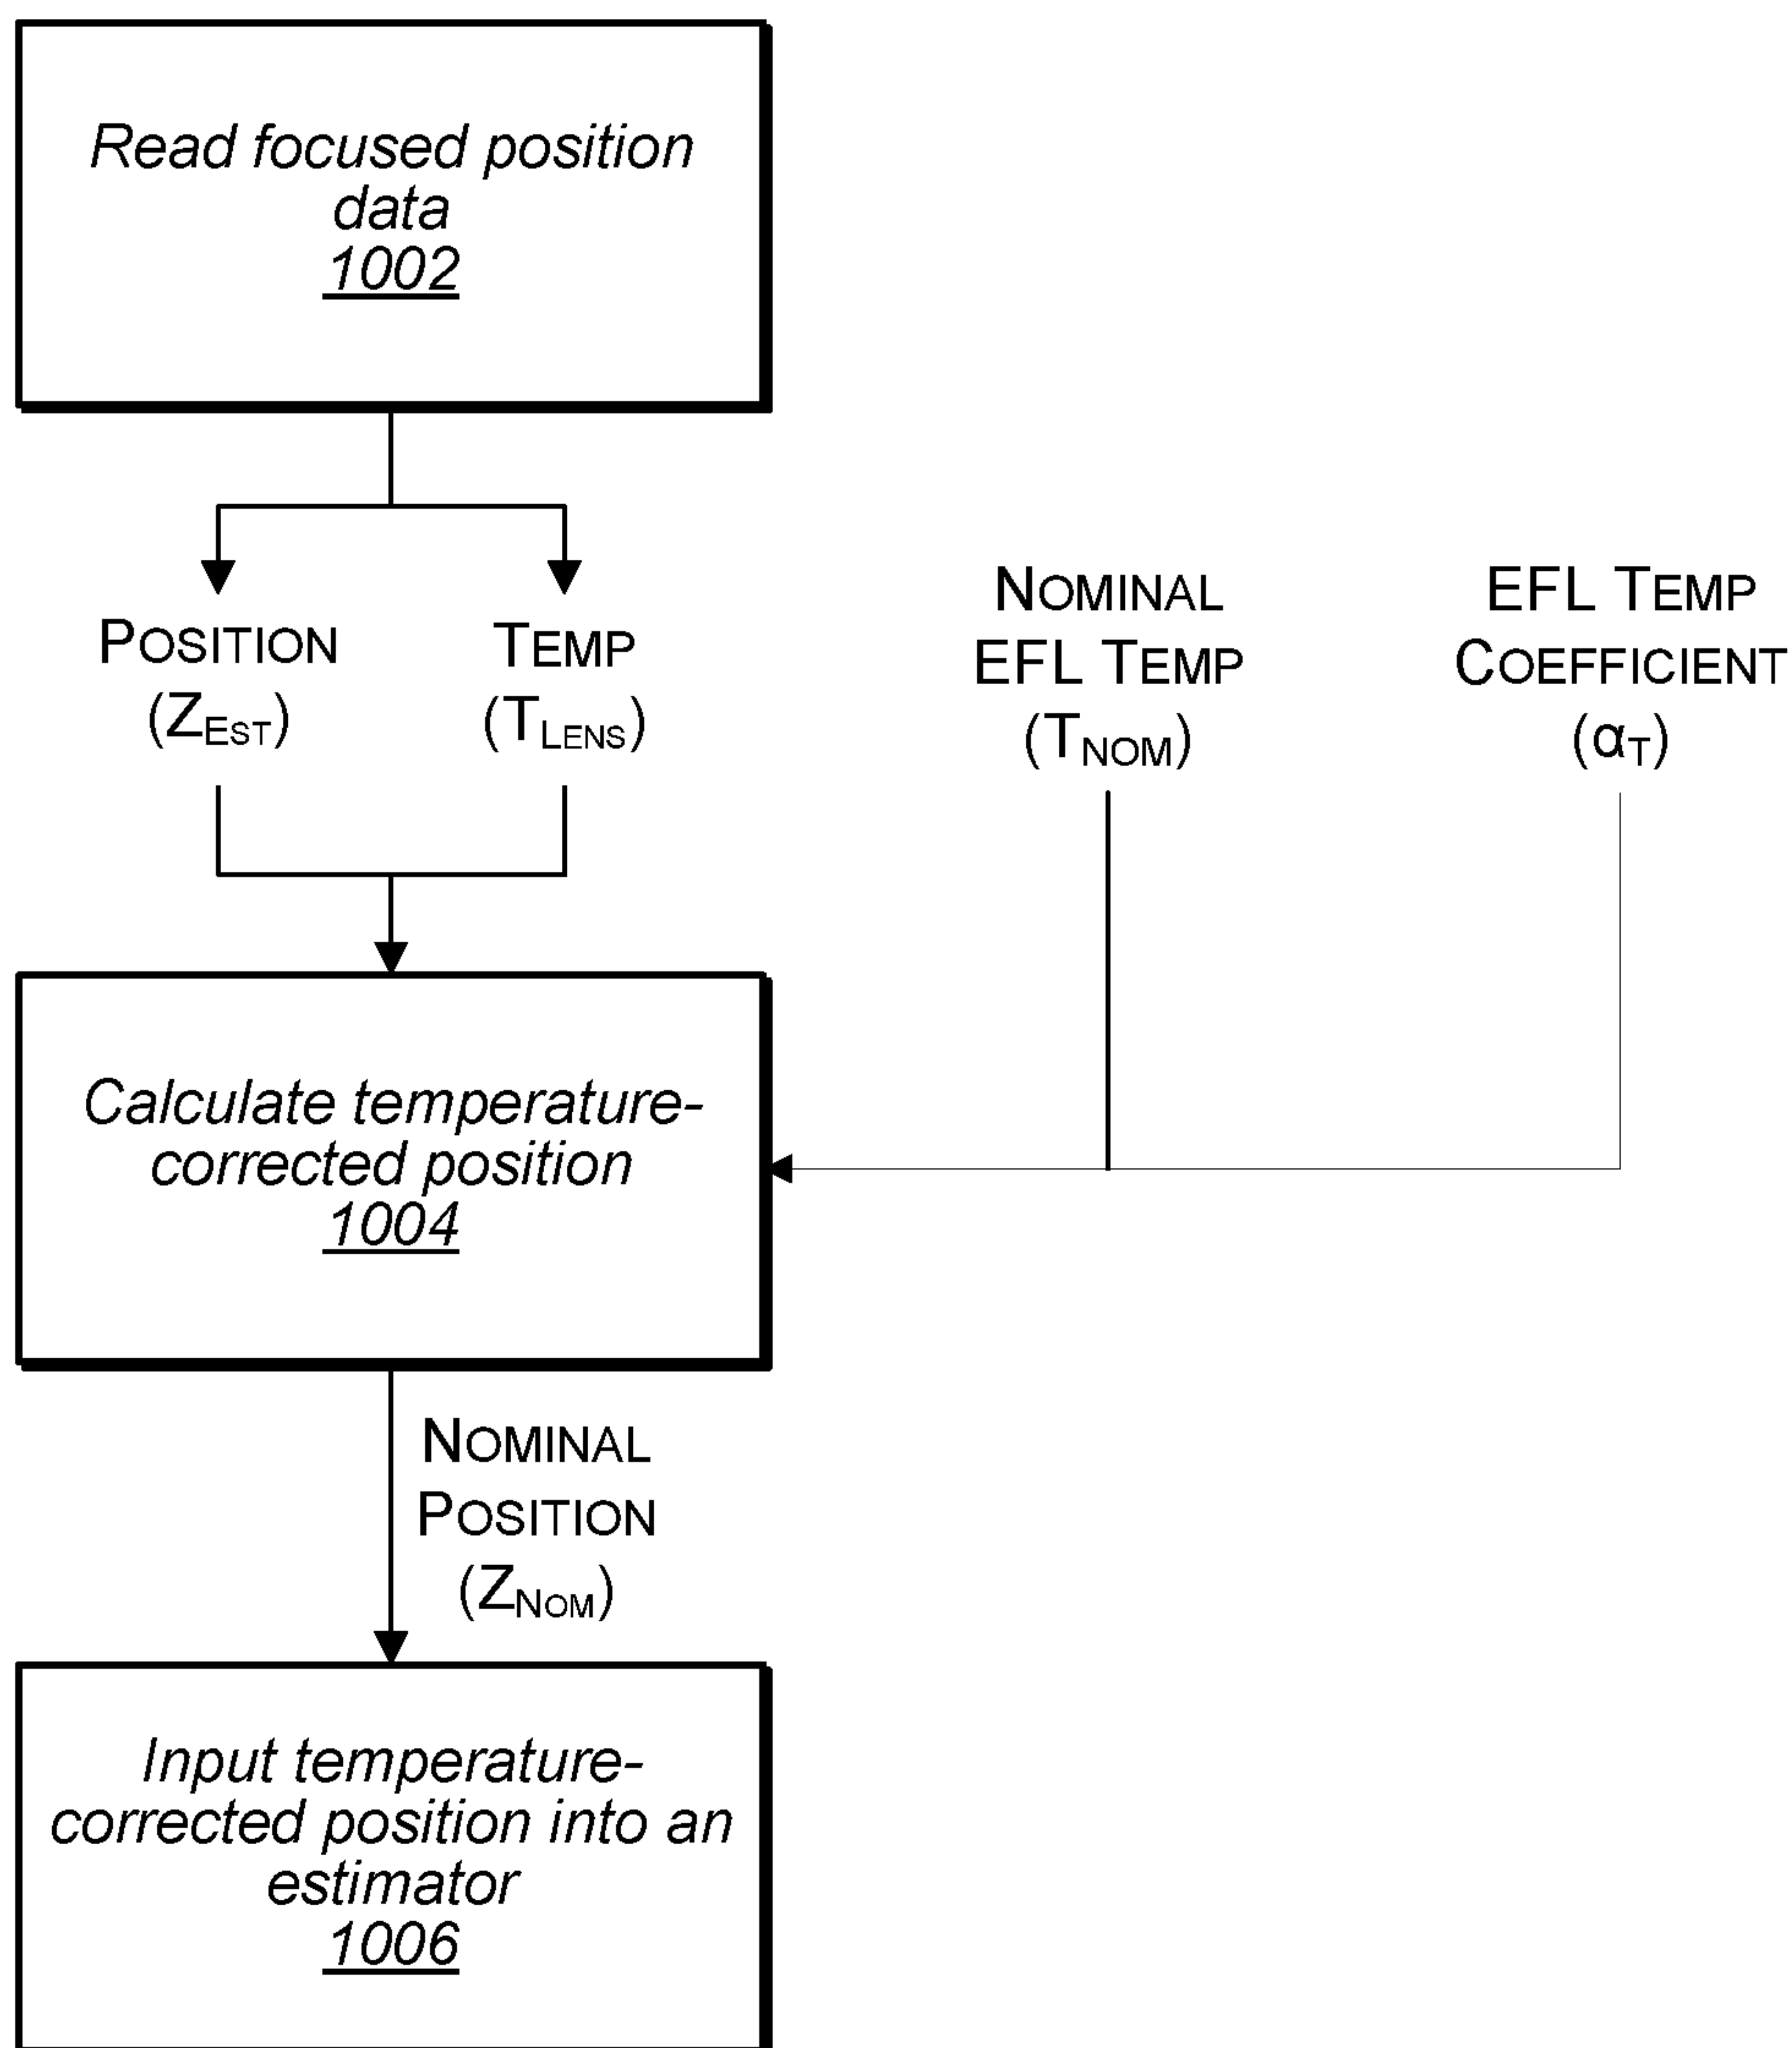 Read focused position
data
1002
POSITION
(ZEST)
TEMP
(TLENS)
NOMINAL
EFL TEMP
(TNOM)
EFL TEMP
COEFFICIENT
(αT)
Calculate temperature-
corrected position
1004
NOMINAL
POSITION
(ZNOM)
Input temperature-
corrected position into an
estimator
1006